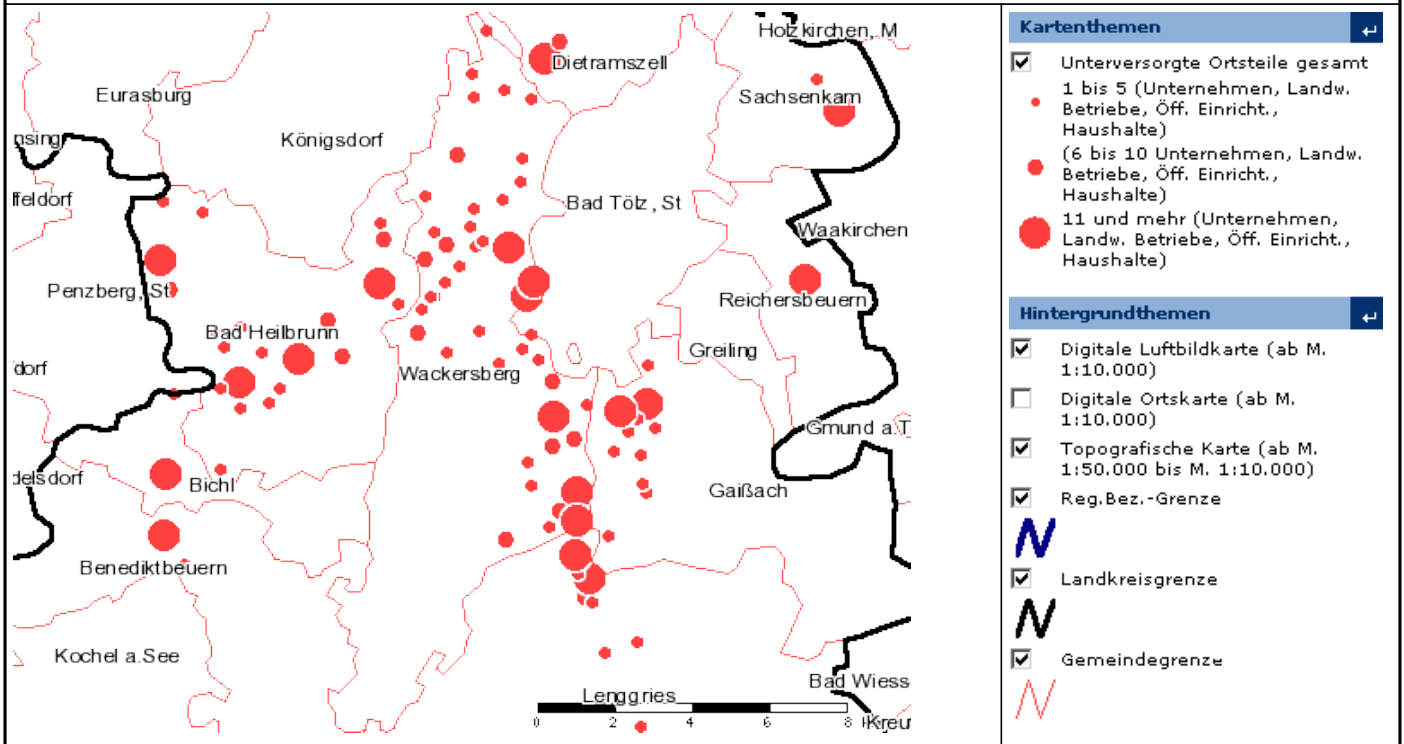 Holzkirchen, M
Dietramszell
Eurasburg
Sachsenkam
Königsdorf
nsing
ffeldorf
Bad Tölz, St
Waakirchen
Penzberg, St
Reichersbeuern
Bad Heilbrunn
Greiling
dorf
Wackersberg
Gmund a.T
delsdorf
Bichl
Gaißach
Benediktbeuern
Kochel a.See
Bad Wiess
Lenggries
0 2 4 6 8
Kreu
Kartenthemen
Unterversorgte Ortsteile gesamt
1 bis 5 (Unternehmen, Landw.
Betriebe, Öff. Einricht.,
Haushalte)
(6 bis 10 Unternehmen, Landw.
Betriebe, Öff. Einricht.,
Haushalte)
11 und mehr (Unternehmen,
Landw. Betriebe, Öff. Einricht.,
Haushalte)
Hintergrundthemen
Digitale Luftbildkarte (ab M.
1:10.000)
Digitale Ortskarte (ab M.
1:10.000)
Topografische Karte (ab M.
1:50.000 bis M. 1:10.000)
Reg.Bez.-Grenze
Landkreisgrenze
Gemeindegrenze